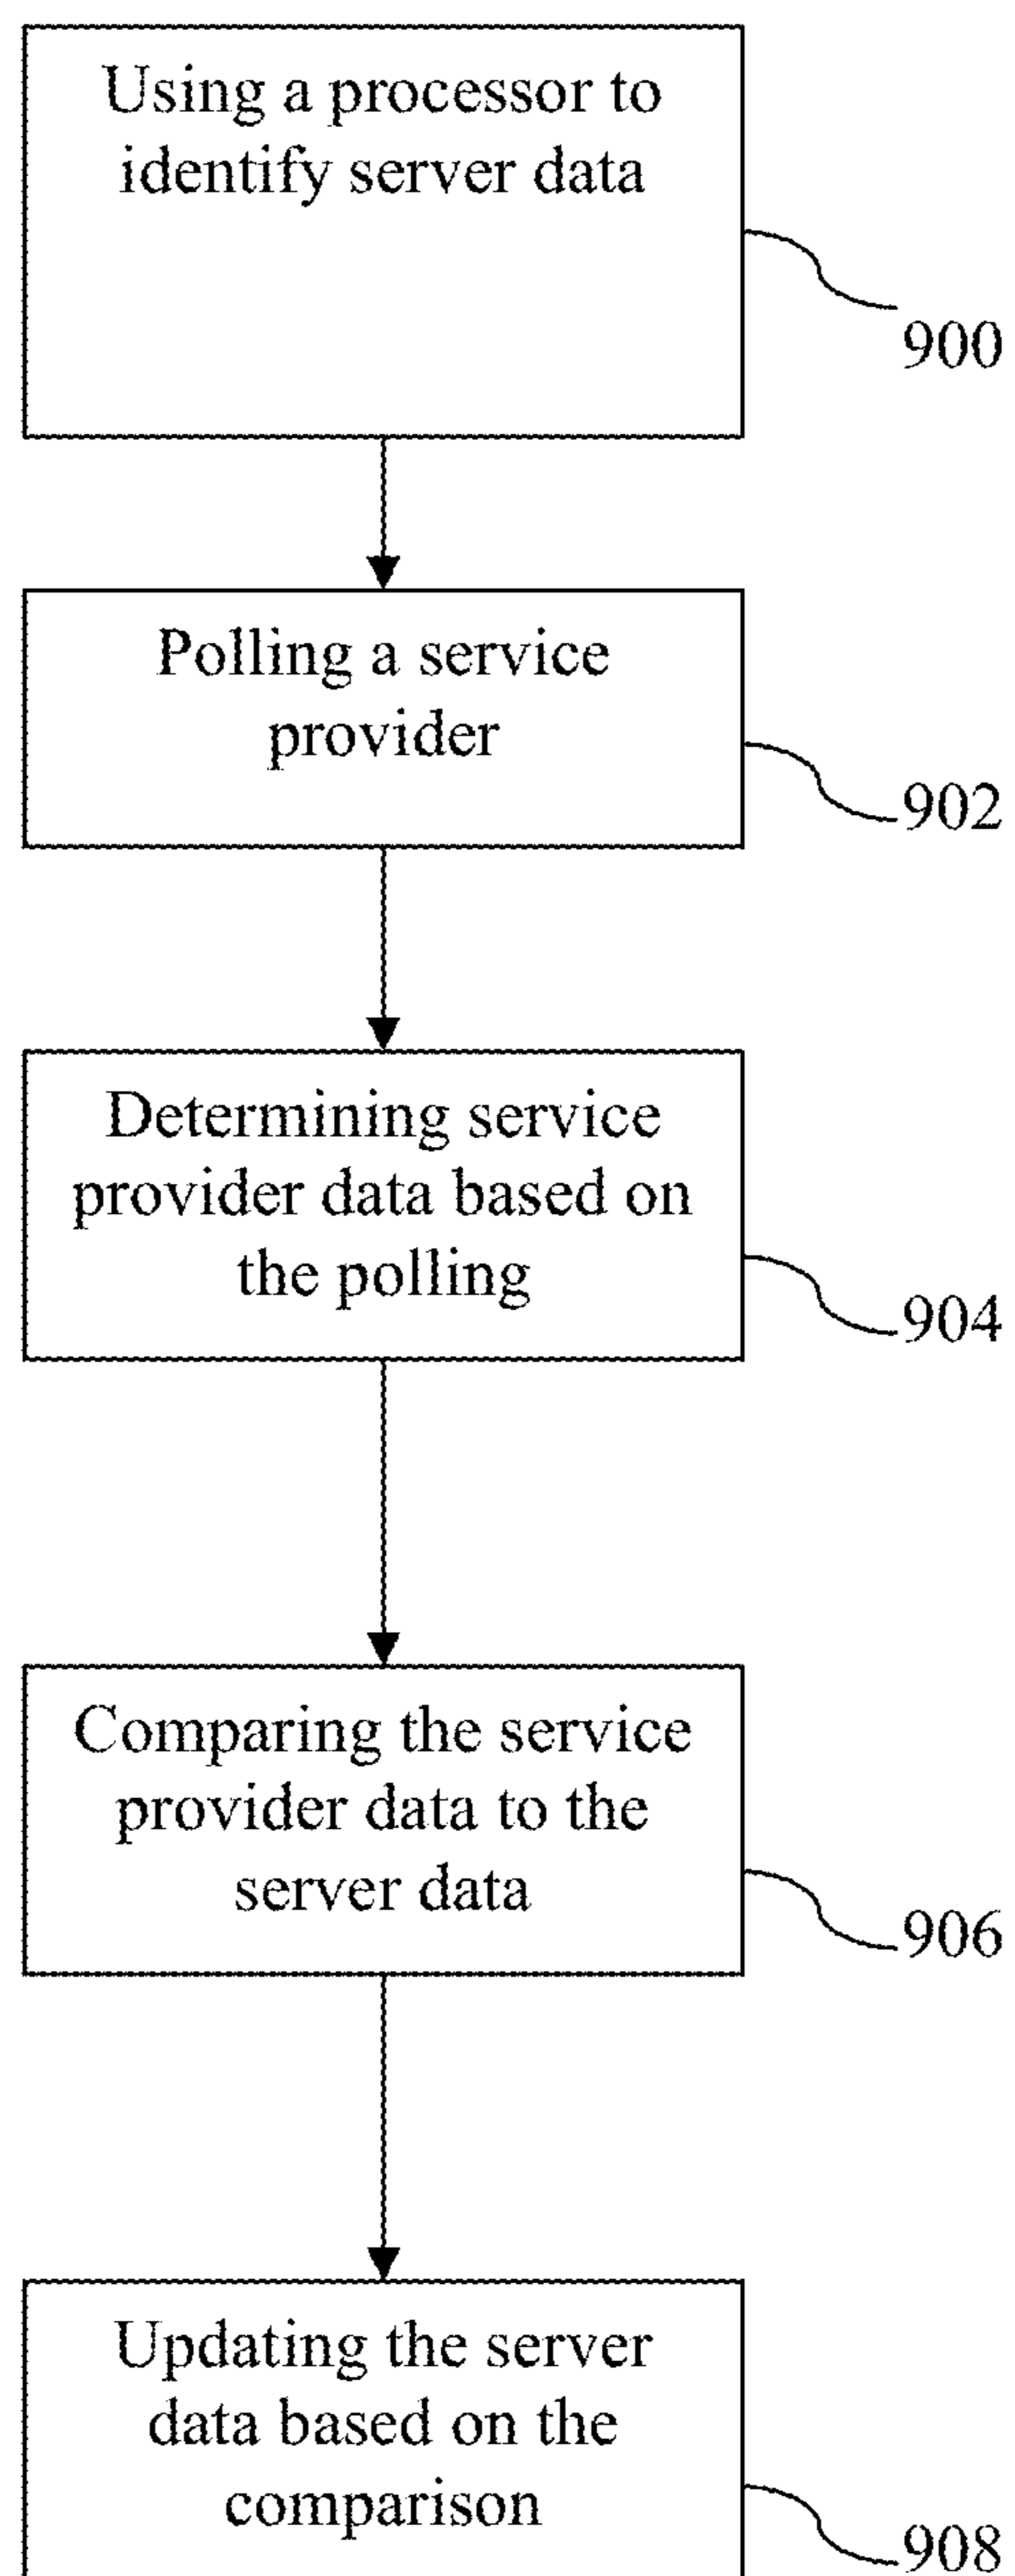 Using a processor to
identify server data
900
Polling a service
provider
902
Determining service
provider data based on
the polling
904
Comparing the service
provider data to the
server data
906
Updating the server
data based on the
comparison
908